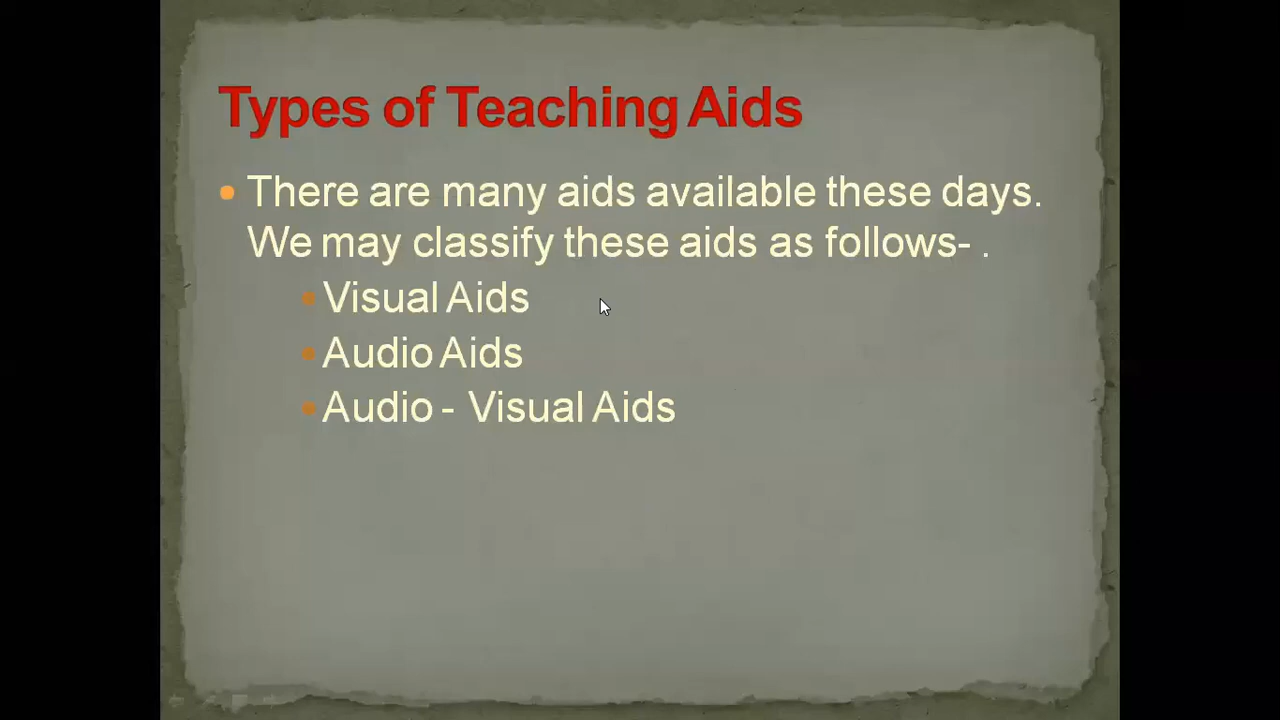 Types of Teaching Aids
• There are many aids available these days.
We may classify these aids as follows- .
▪ Visual Aids
▪ Audio Aids
▪ Audio - Visual Aids